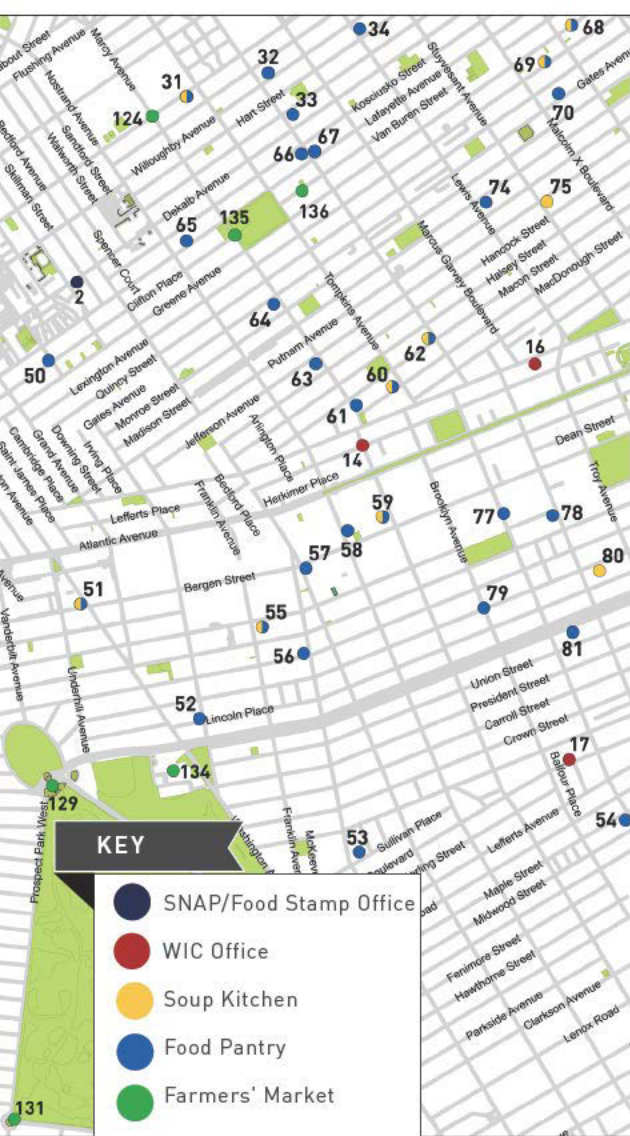 34
68
Flushing Avenue
Marcy Avenue
32
69
31
Stuyvesant Avenue
Kosciusko Street
Gates Avenue
Nostrand Avenue
Lafayette Avenue
33
Hart Street
Van Buren Street
70
124
Sandford Street
Willoughby Avenue
67
66
Malcolm X Boulevard
Walworth Street
Skillman Street
Dekalb Avenue
136
Lewis Avenue
74
75
135
65
Marcus Garvey Boulevard
Hancock Street
Halsey Street
Macon Street
MacDonough Street
Spencer Court
Clifton Place
Greene Avenue
2
Tompkins Avenue
64
Putnam Avenue
62
16
Lexington Avenue
50
Quincy Street
63
60
Gates Avenue
Monroe Street
Madison Street
61
Jefferson Avenue
Arlington Place
14
Dean Street
Downing Street
Irving Place
Grand Avenue
Cambridge Place
Saint James Place
Herkimer Place
Bedford Place
Franklin Avenue
Troy Avenue
Brooklyn Avenue
59
77
78
Lefferts Place
Atlantic Avenue
58
57
80
Bergen Street
51
79
55
Vanderbilt Avenue
56
81
Underhill Avenue
Union Street
President Street
Carroll Street
Crown Street
52
Lincoln Place
17
Balfour Place
134
129
Prospect Park West
54
53
Sullivan Place
Lefferts Avenue
KEY
Maple Street
Midwood Street
SNAP/Food Stamp Office
WIC Office
Fenimore Street
Hawthorne Street
Soup Kitchen
Parkside Avenue
Clarkson Avenue
Lenox Road
Food Pantry
Farmers' Market
131